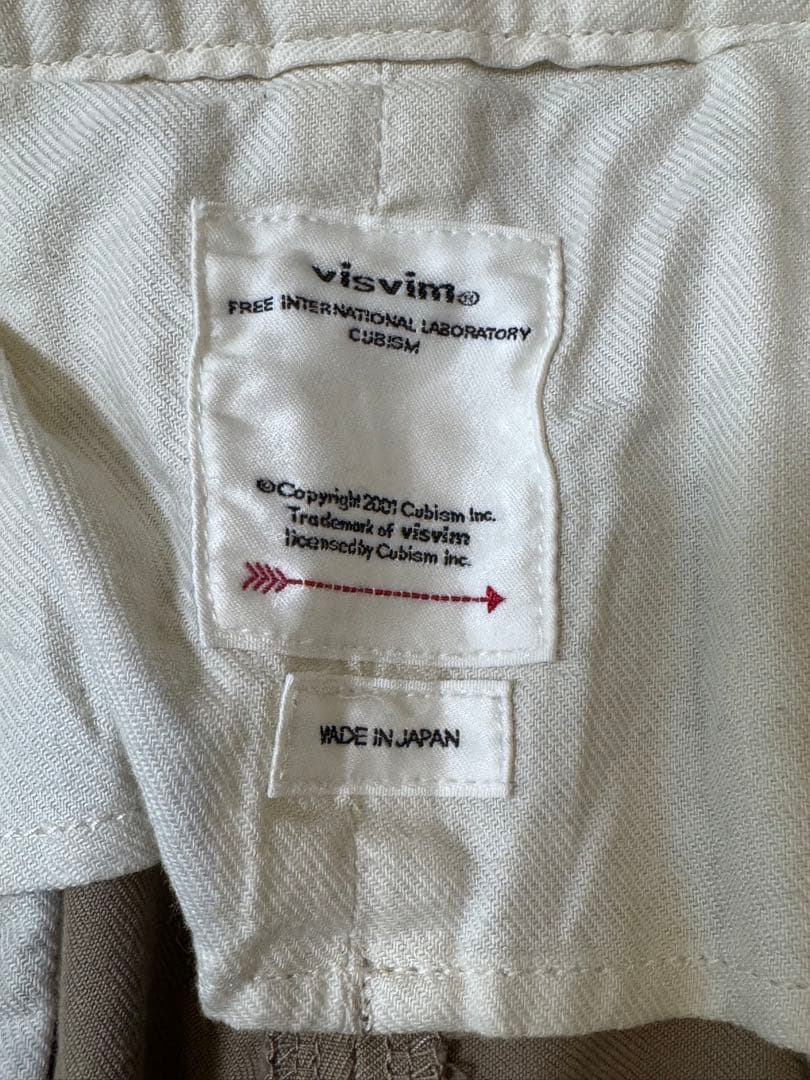 visvim®
FREE INTERNATIONAL LABORATORY
CUBISM
©Copyright 2001 Cubism Inc.
Trademark of visvim
licensed by Cubism inc.
MADE IN JAPAN